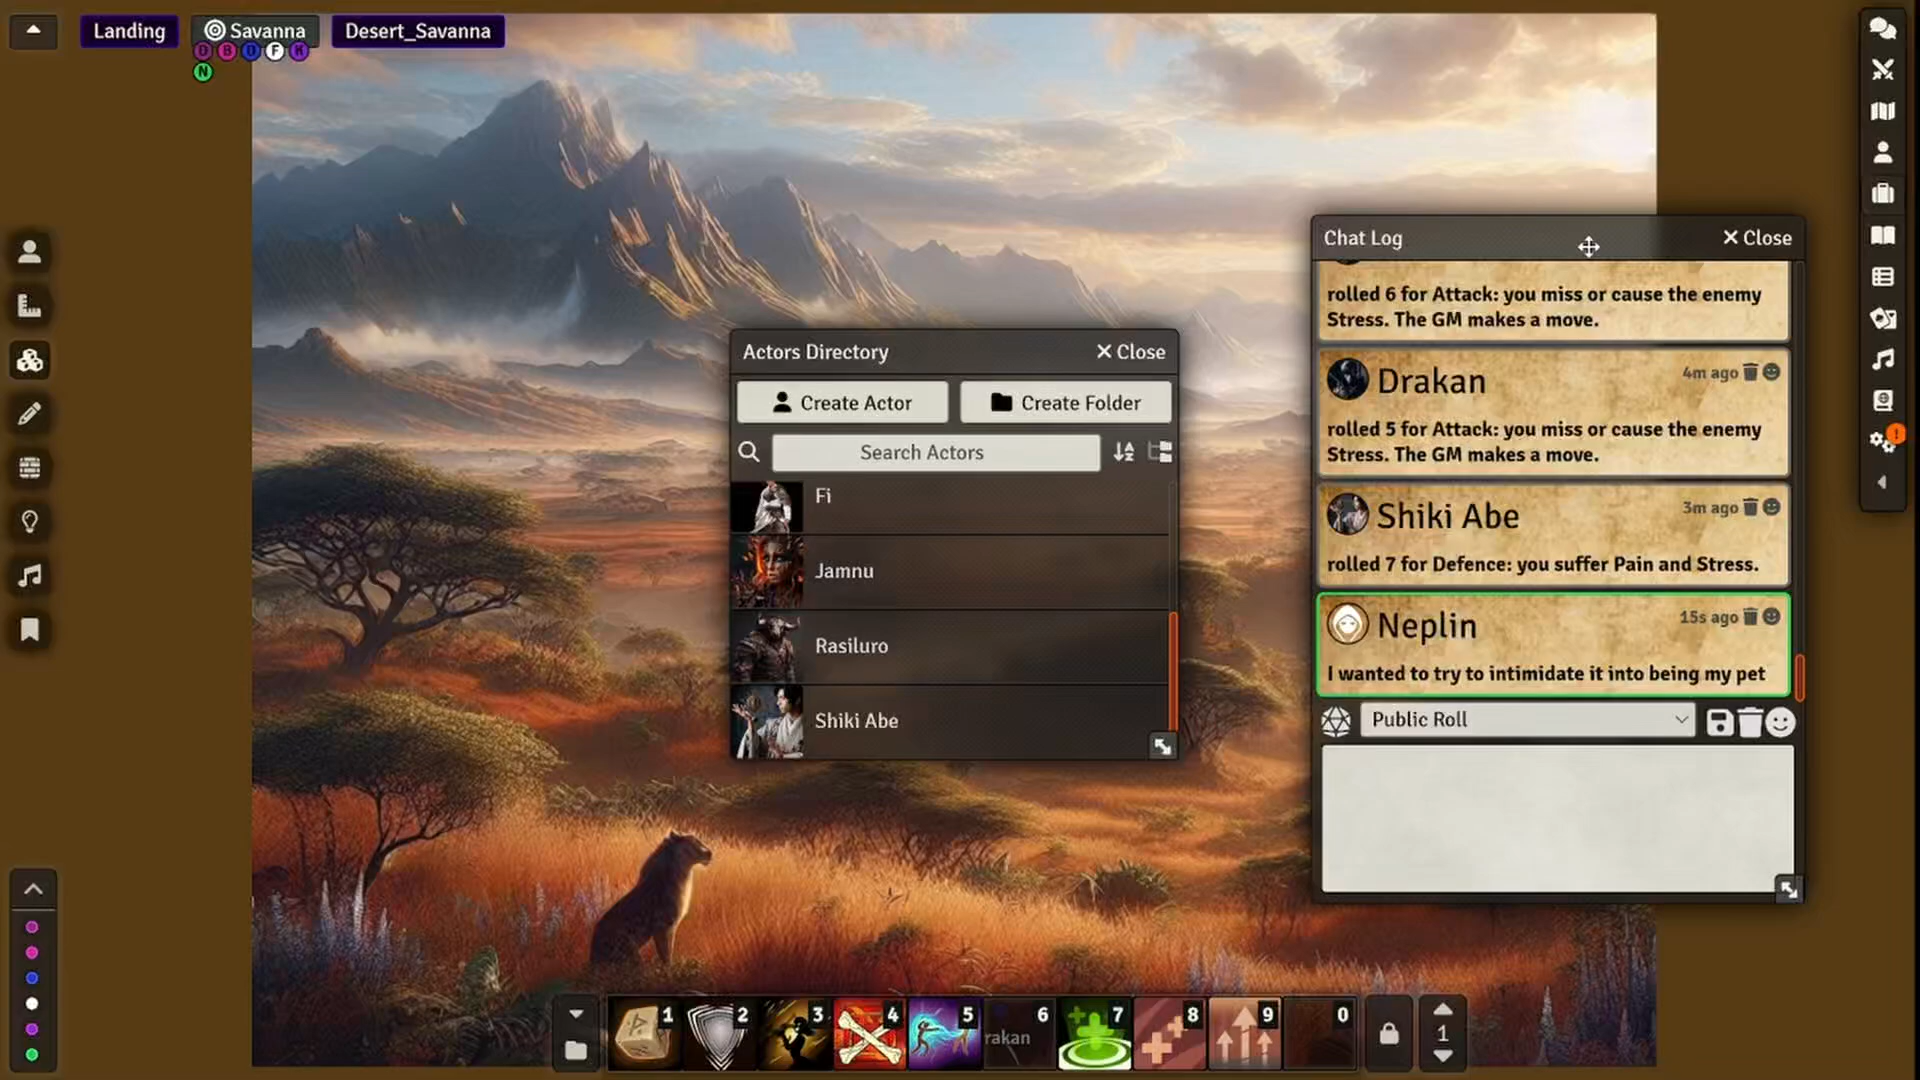 Landing
Savanna
Desert_Savanna
D B D F K
N
Chat Log
Close
rolled 6 for Attack: you miss or cause the enemy
Stress. The GM makes a move.
Drakan
4m ago
rolled 5 for Attack: you miss or cause the enemy
Stress. The GM makes a move.
Shiki Abe
3m ago
rolled 7 for Defence: you suffer Pain and Stress.
Neplin
15s ago
I wanted to try to intimidate it into being my pet
Public Roll
Actors Directory
Close
Create Actor
Create Folder
Search Actors
Fi
Jamnu
Rasiluro
Shiki Abe
1
2
3
4
5
6
rakan
7
8
9
0
1